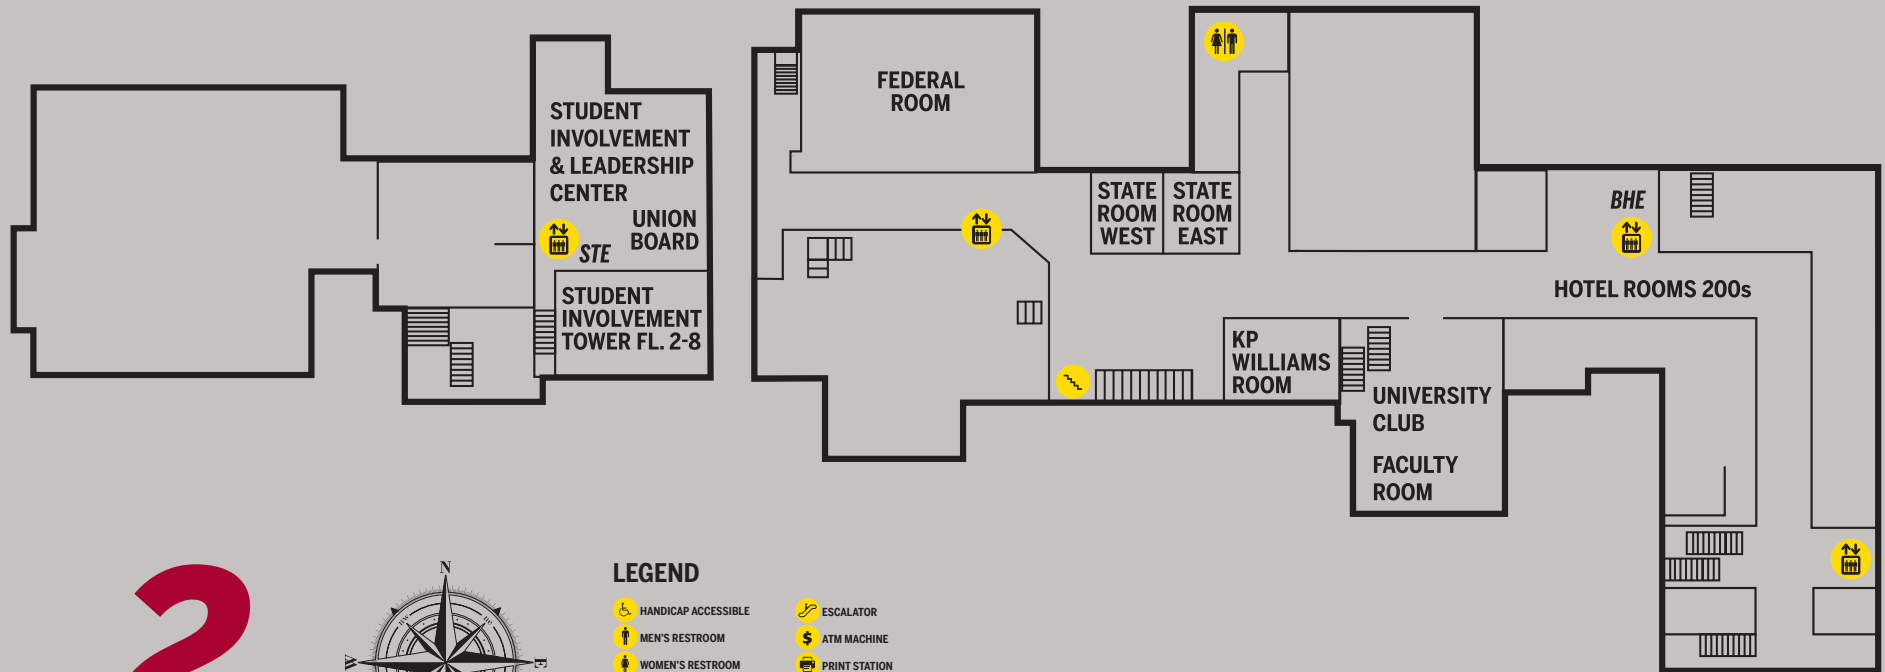 STUDENT
INVOLVEMENT
& LEADERSHIP
CENTER
UNION
BOARD
STE
STUDENT
INVOLVEMENT
TOWER FL. 2-8
FEDERAL
ROOM
STATE
ROOM
WEST
STATE
ROOM
EAST
BHE
HOTEL ROOMS 200s
KP
WILLIAMS
ROOM
UNIVERSITY
CLUB
FACULTY
ROOM
2
N
nw
ne
W
E
LEGEND
HANDICAP ACCESSIBLE
MEN'S RESTROOM
WOMEN'S RESTROOM
ESCALATOR
$ ATM MACHINE
PRINT STATION